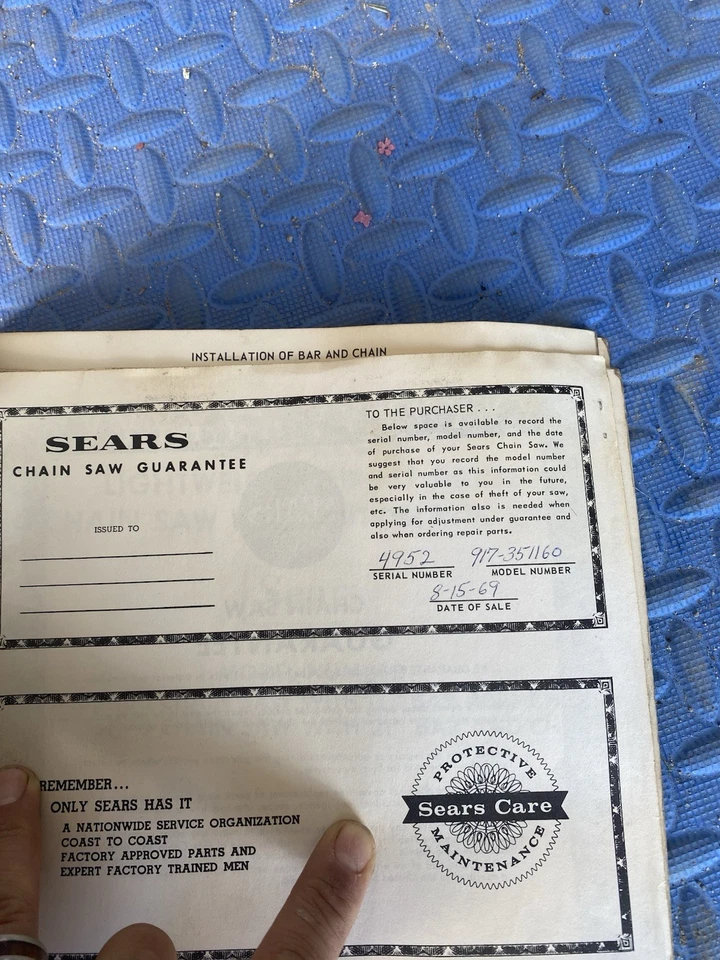 INSTALLATION OF BAR AND CHAIN
SEARS
CHAIN SAW GUARANTEE
ISSUED TO
TO THE PURCHASER . . .
Below space is available to record the
serial number, model number, and the date
of purchase of your Sears Chain Saw. We
suggest that you record the model number
and serial number as this information could
be very valuable to you in the future,
especially in the case of theft of your saw,
etc. The information also is needed when
applying for adjustment under guarantee and
also when ordering repair parts.
4952 917-351160
SERIAL NUMBER MODEL NUMBER
8-15-69
DATE OF SALE
REMEMBER...
ONLY SEARS HAS IT
A NATIONWIDE SERVICE ORGANIZATION
COAST TO COAST
FACTORY APPROVED PARTS AND
EXPERT FACTORY TRAINED MEN
PROTECTIVE
Sears Care
MAINTENANCE